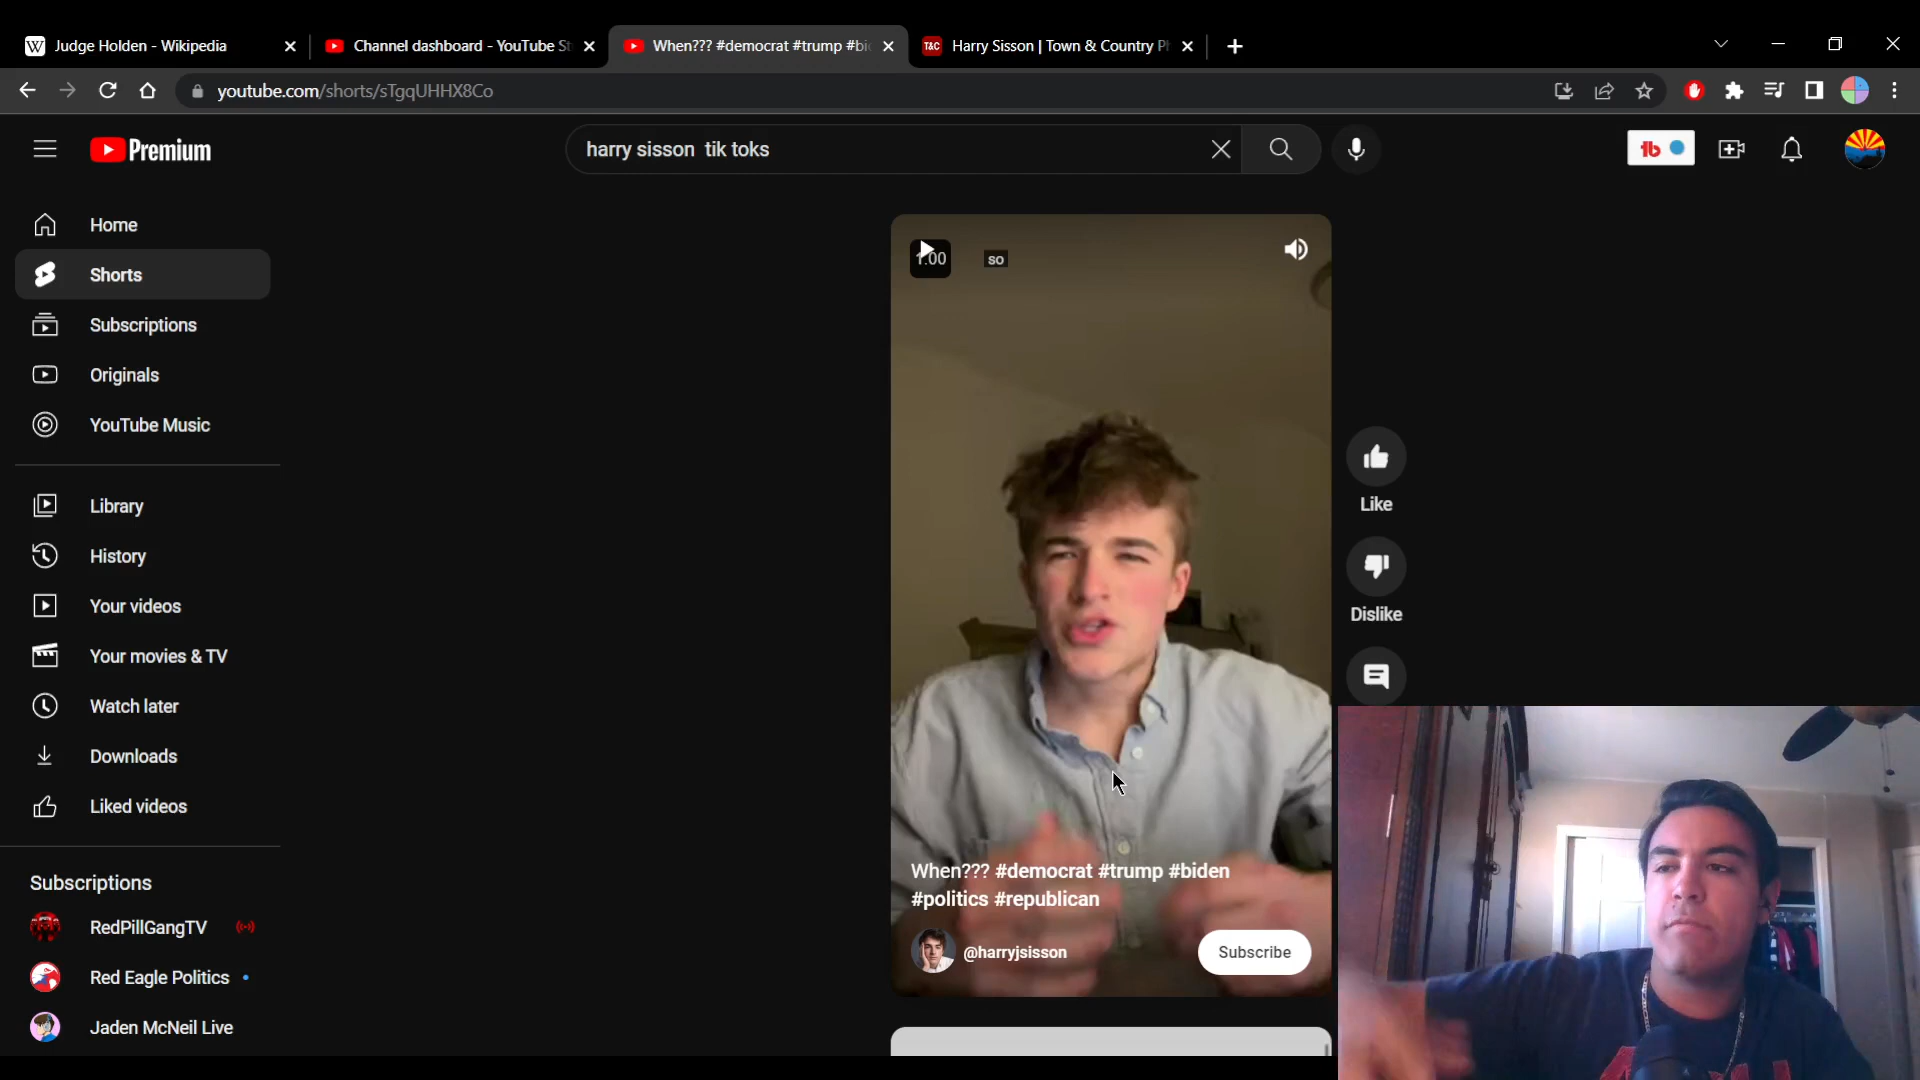 Judge Holden - Wikipedia
Channel dashboard - YouTube St
When??? #democrat #trump #bi
T&C
Harry Sisson | Town & Country P
youtube.com/shorts/sTgqUHHX8Co
Premium
harry sisson  tik toks
Home
Shorts
Subscriptions
Originals
YouTube Music
Library
History
Your videos
Your movies & TV
Watch later
Downloads
Liked videos
Subscriptions
RedPillGangTV
Red Eagle Politics
Jaden McNeil Live
1.00
so
When??? #democrat #trump #biden
#politics #republican
@harryjsisson
Subscribe
Like
Dislike